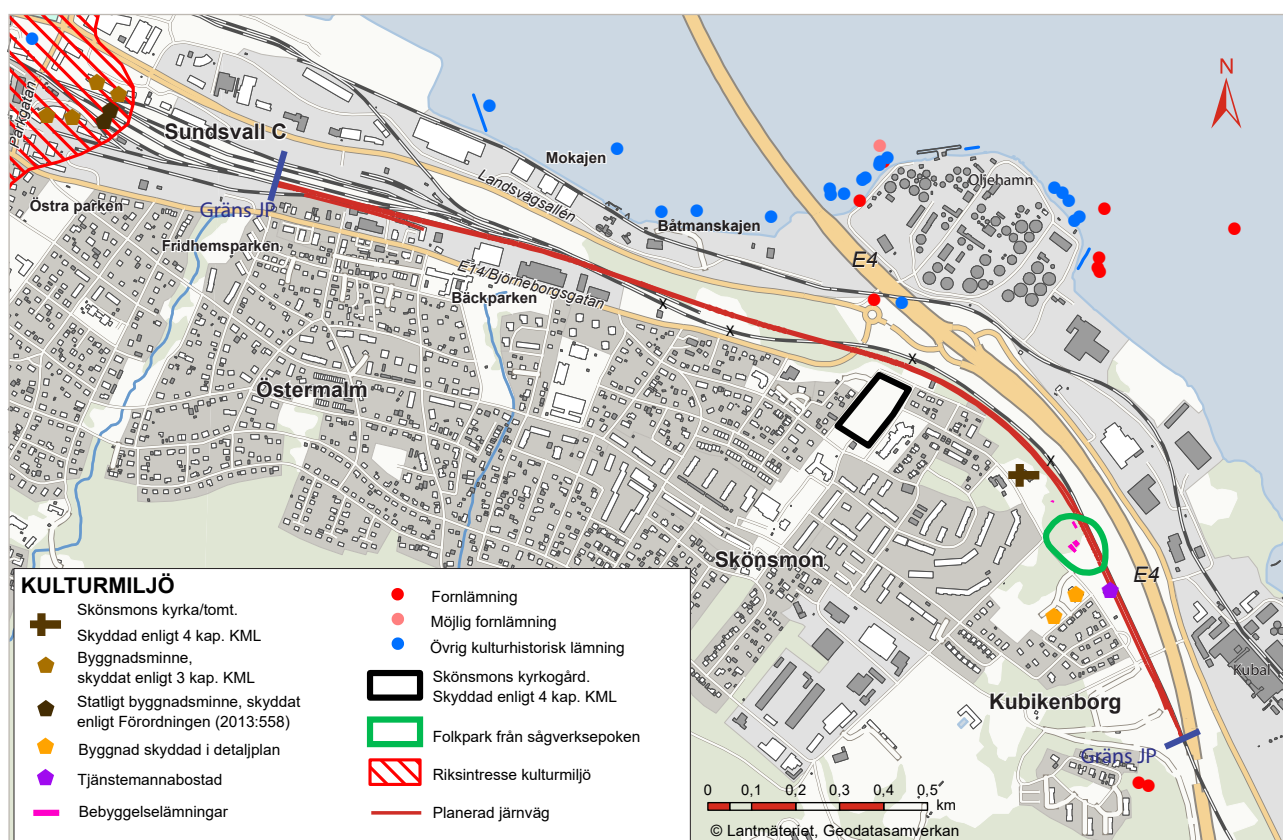 N
Parkgatan
Sundsvall C
Mokajen
Landsvägsallén
Oljehamn
Östra parken
Gräns JP
Båtmanskajen
Fridhemsparken
E4
E14/Björneborgsgatan
Bäckparken
Östermalm
Skönsmon
E4
Kubal
Kubikenborg
Gräns JP
KULTURMILJÖ
Skönsmons kyrka/tomt.
Skyddad enligt 4 kap. KML
Byggnadsminne,
skyddat enligt 3 kap. KML
Statligt byggnadsminne, skyddat
enligt Förordningen (2013:558)
Byggnad skyddad i detaljplan
Tjänstemannabostad
Bebyggelselämningar
Fornlämning
Möjlig fornlämning
Övrig kulturhistorisk lämning
Skönsmons kyrkogård.
Skyddad enligt 4 kap. KML
Folkpark från sågverksepoken
Riksintresse kulturmiljö
Planerad järnväg
0 0,1 0,2 0,3 0,4 0,5
km
© Lantmäteriet, Geodatasamverkan